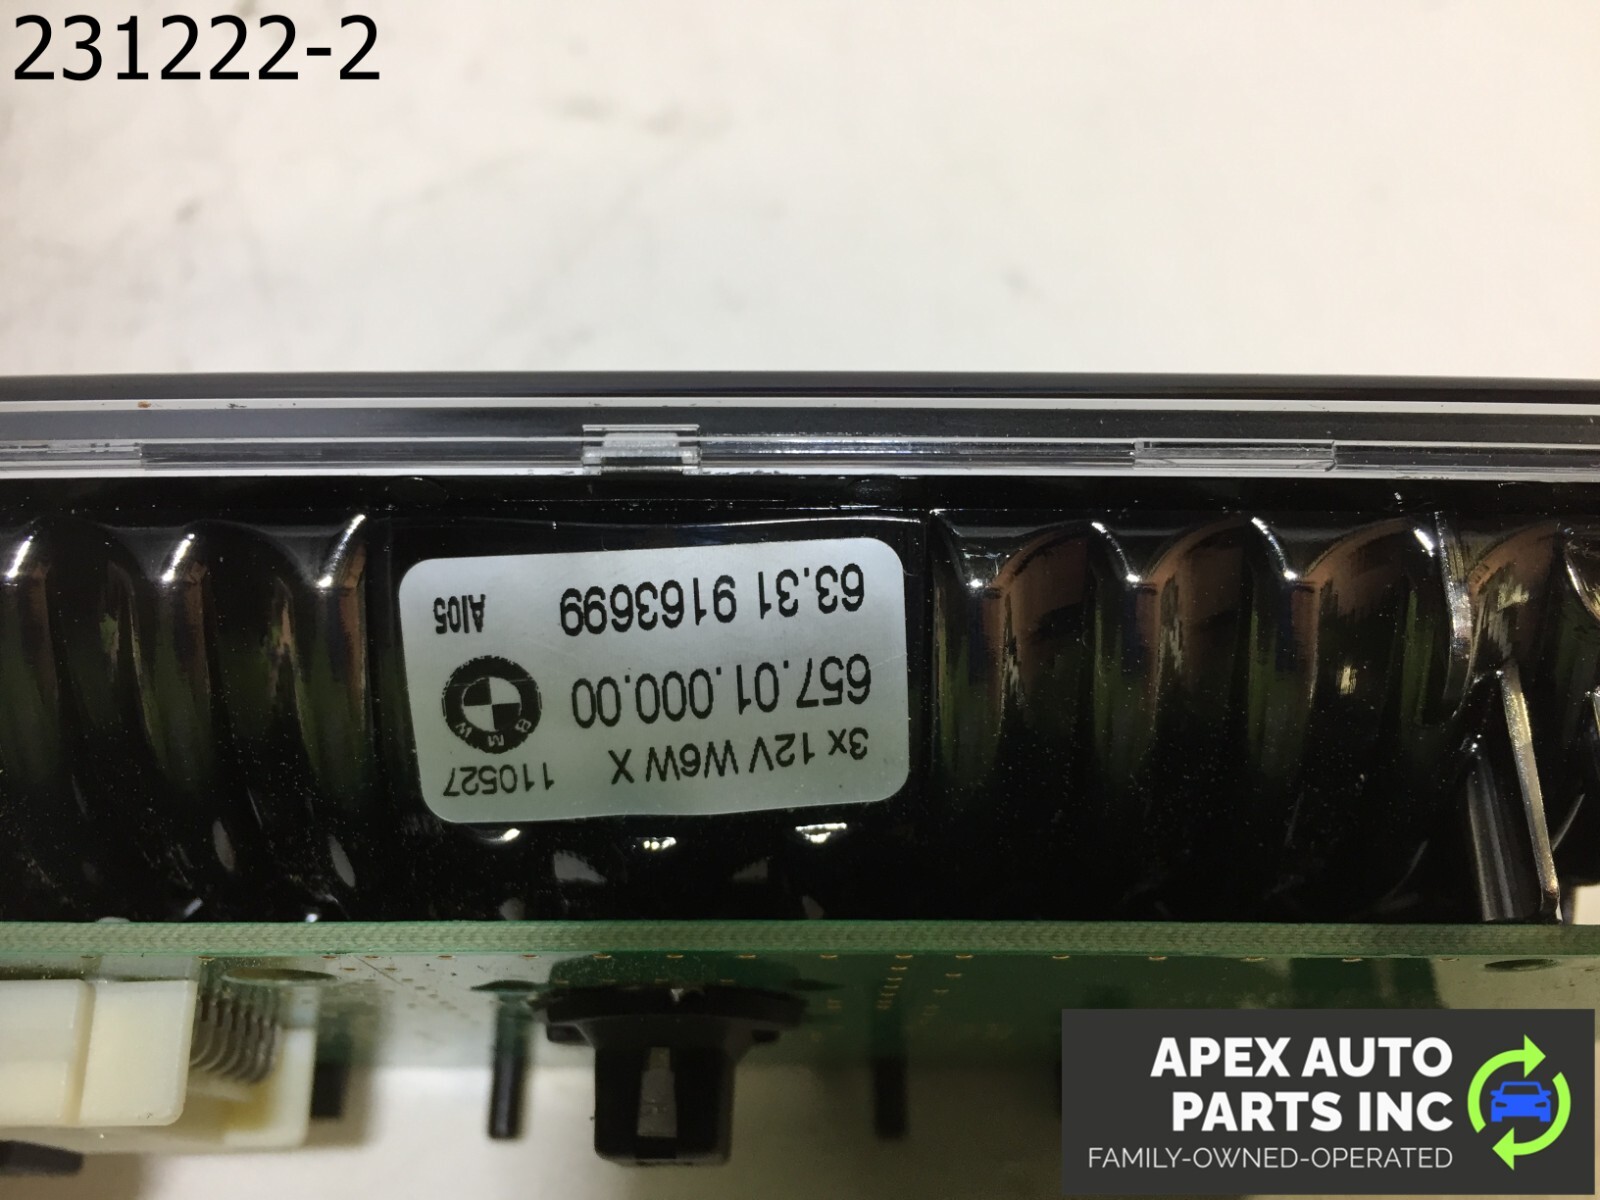 231222-2
3x 12V W6W X 110527
657.01.000.00
BMW
63.31 9163699 AI05
APEX AUTO
PARTS INC
FAMILY-OWNED-OPERATED